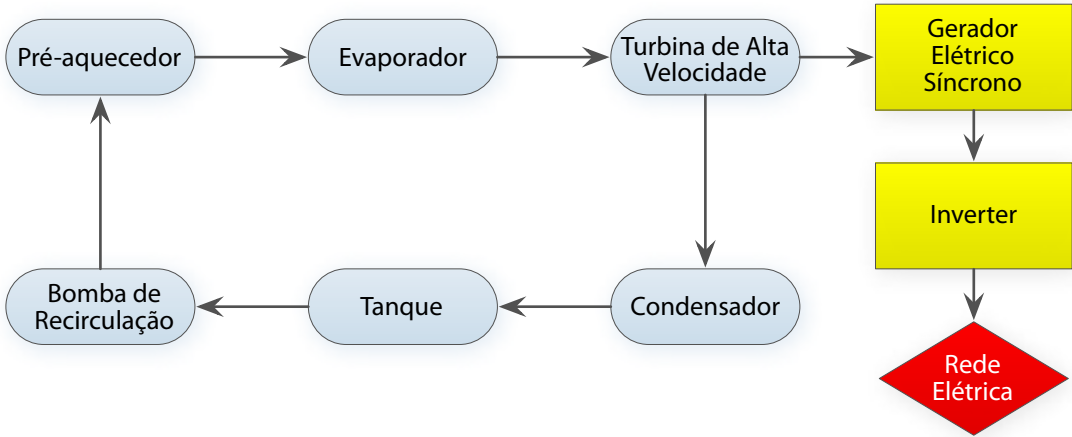 Pré-aquecedor
Evaporador
Turbina de Alta
Velocidade
Gerador
Elétrico
Síncrono
Inverter
Bomba de
Recirculação
Tanque
Condensador
Rede
Elétrica